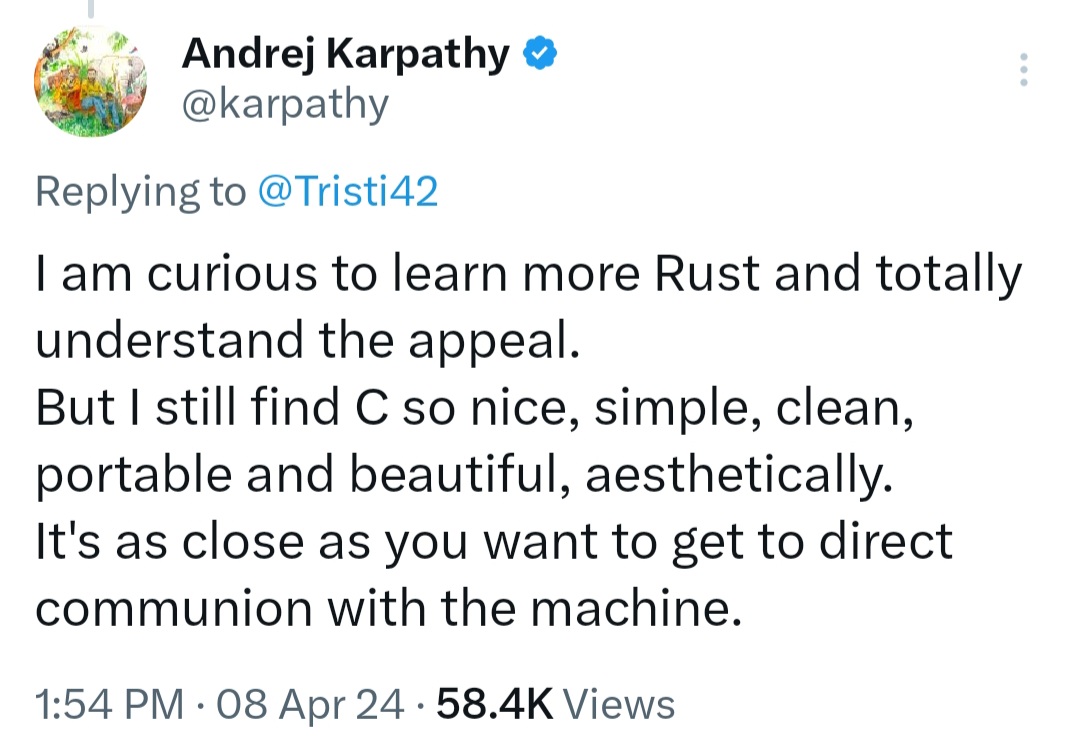 Andrej Karpathy
@karpathy
Replying to @Tristi42
I am curious to learn more Rust and totally
understand the appeal.
But I still find C so nice, simple, clean,
portable and beautiful, aesthetically.
It's as close as you want to get to direct
communion with the machine.
1:54 PM · 08 Apr 24 · 58.4K Views